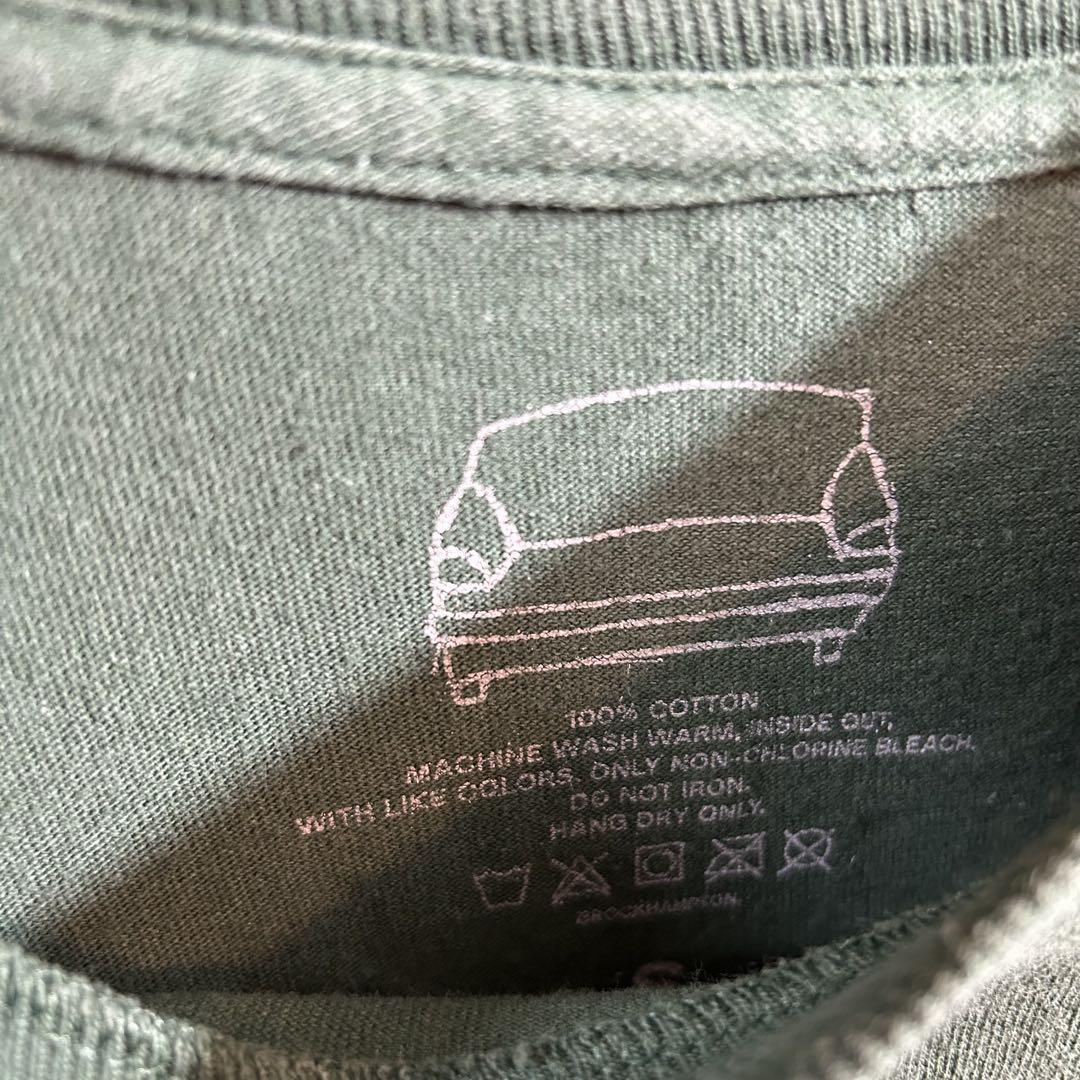 100% COTTON
MACHINE WASH WARM, INSIDE OUT,
WITH LIKE COLORS. ONLY NON-CHLORINE BLEACH.
DO NOT IRON.
HANG DRY ONLY.
BROCKHAMPTON.
S